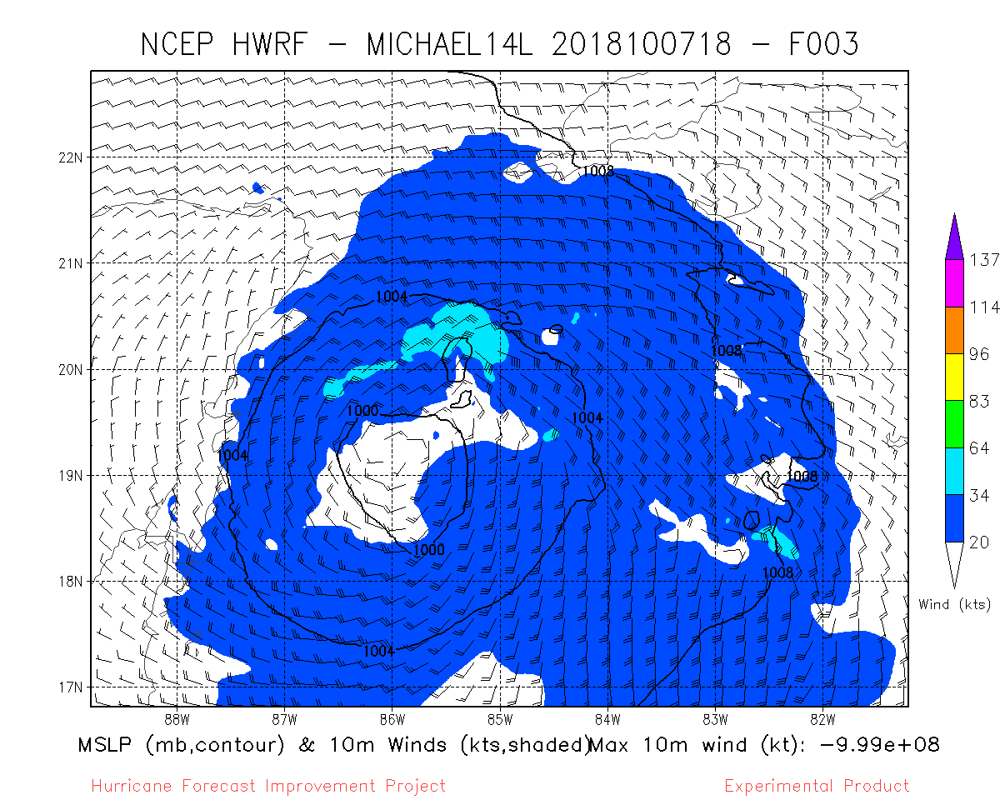 NCEP HWRF - MICHAEL14L 2018100718 - F003
1008
22N
21N
1004
1008
20N
1000
1004
1004
19N
1008
1000
1008
18N
1004
17N
88W 87W 86W 85W 84W 83W 82W
137
114
96
83
64
34
20
Wind (kts)
MSLP (mb,contour) & 10m Winds (kts,shaded)Max 10m wind (kt): -9.99e+08
Hurricane Forecast Improvement Project Experimental Product